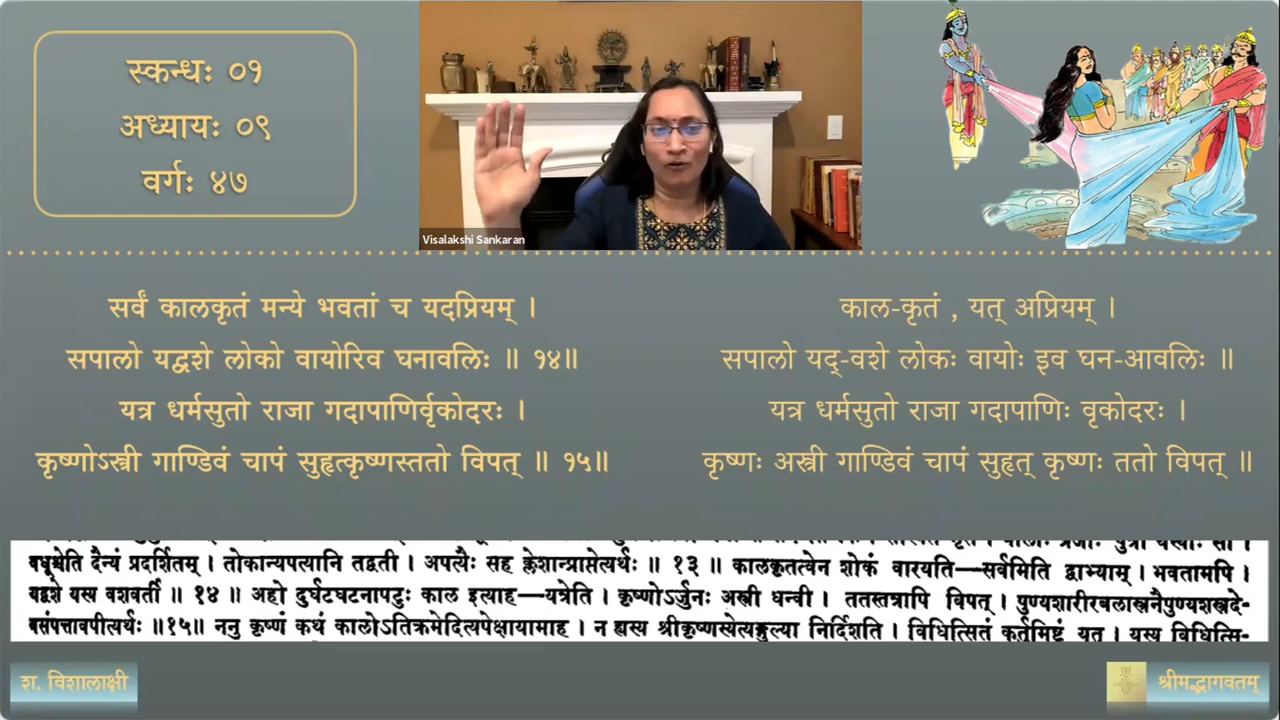 स्कन्धः ०१
अध्यायः ०९
वर्गः ४७
Visalakshi Sankaran
सर्वं कालकृतं मन्ये भवतां च यदप्रियम् ।
सपालो यद्वशे लोको वायोरिव घनावलिः ॥ १४॥
यत्र धर्मसुतो राजा गदापाणिर्वृकोदरः ।
कृष्णोऽस्त्री गाण्डिवं चापं सुहृत्कृष्णस्ततो विपत् ॥ १५॥
काल-कृतं , यत् अप्रियम् ।
सपालो यद्-वशे लोकः वायोः इव घन-आवलिः ॥
यत्र धर्मसुतो राजा गदापाणिः वृकोदरः ।
कृष्णः अस्त्री गाण्डिवं चापं सुहृत् कृष्णः ततो विपत् ॥
वधूश्चेति दैन्यं प्रदर्शितम् । तोकान्यपत्यानि तद्वती । अपत्यैः सह क्लेशान्प्राप्तेत्यर्थः ॥ १३ ॥ कालकृतत्वेन शोकं वारयति—सर्वमिति द्वाभ्याम् । भवतामपि ।
यद्वशे यस्य वशवर्ती ॥ १४ ॥ अहो दुर्घटघटनापटुः काल इत्याह—यत्रेति । कृष्णोऽर्जुनः अस्त्री धन्वी । ततस्तत्रापि विपत् । पुण्यशारीरबलास्त्रनैपुण्यशस्त्रदे-
वसंपत्तावपीत्यर्थः ॥१५॥ ननु कृष्णं कथं कालोऽतिक्रमेदित्यपेक्षायामाह । न ह्यस्य श्रीकृष्णस्येत्यङ्गुल्या निर्दिशति । विधित्सितं कर्तुमिष्टं यत् । यस्य विधित्सि-
श. विशालाक्षी
श्रीमद्भागवतम्